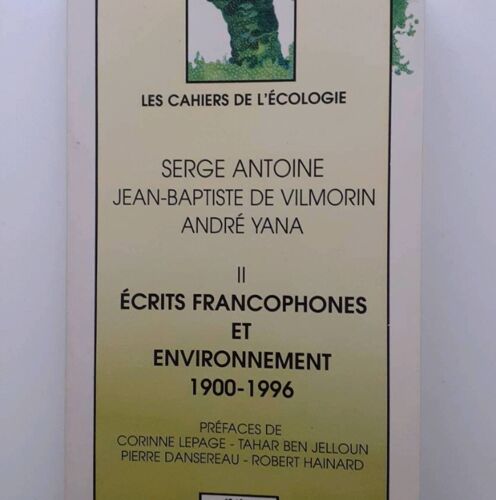 LES CAHIERS DE L'ÉCOLOGIE
SERGE ANTOINE
JEAN-BAPTISTE DE VILMORIN
ANDRÉ YANA
II
ÉCRITS FRANCOPHONES
ET
ENVIRONNEMENT
1900-1996
PRÉFACES DE
CORINNE LEPAGE - TAHAR BEN JELLOUN
PIERRE DANSEREAU - ROBERT HAINARD